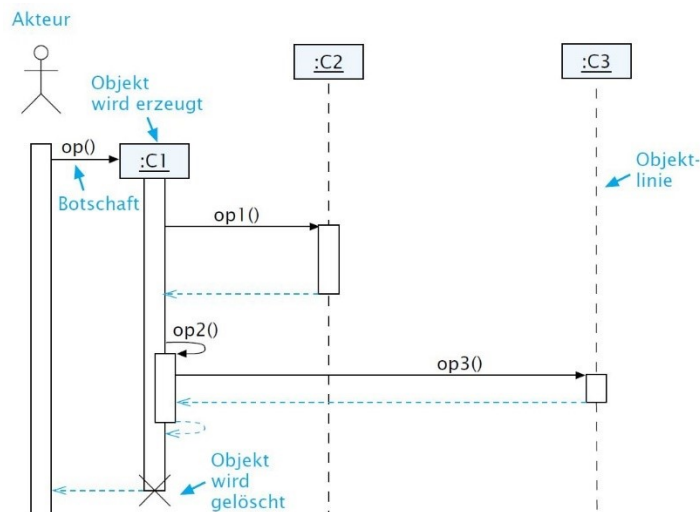 Akteur
:C2
:C3
Objekt
wird erzeugt
op()
:C1
Objekt-
linie
Botschaft
op1()
op2()
op3()
Objekt
wird
gelöscht